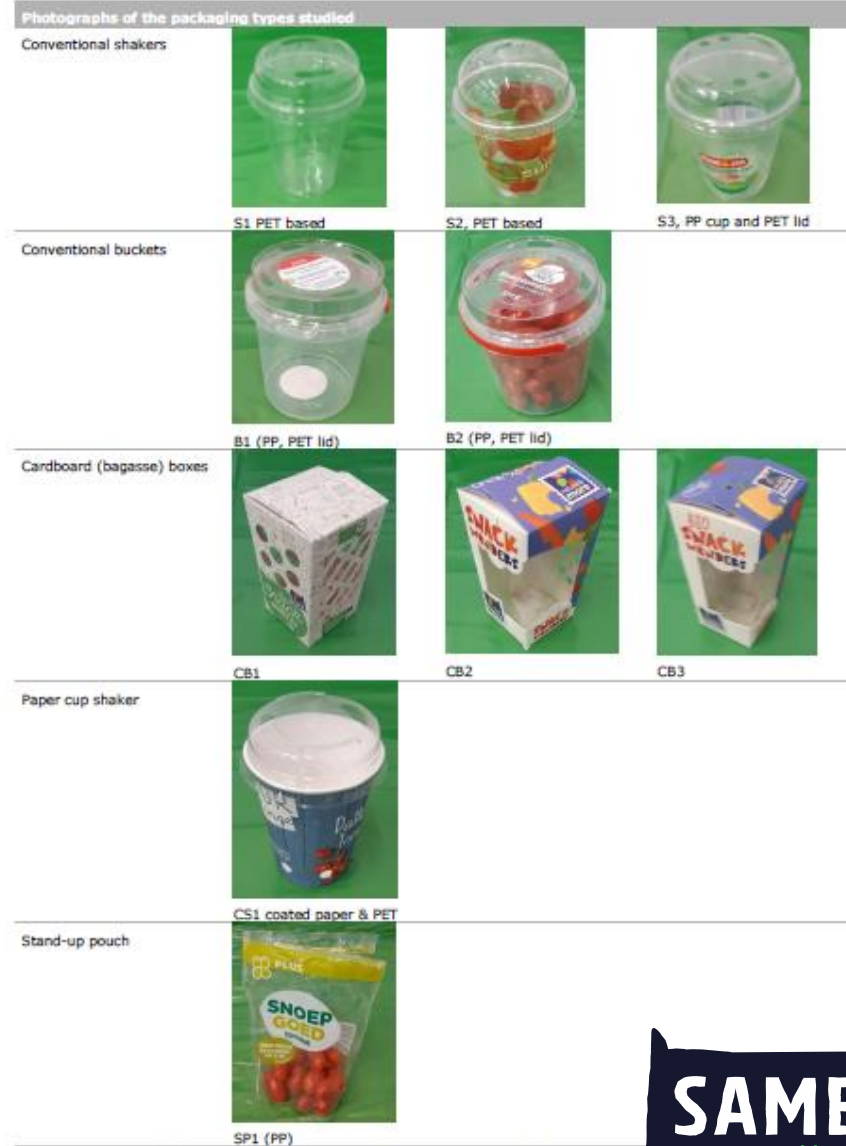 Photographs of the packaging types studied
Conventional shakers
S1 PET based
S2, PET based
S3, PP cup and PET lid
Conventional buckets
B1 (PP, PET lid)
B2 (PP, PET lid)
Cardboard (bagasse) boxes
SNACK
BIO
SNACK
WONDERS
CB1
CB2
CB3
Paper cup shaker
CS1 coated paper & PET
Stand-up pouch
PLUS
SNOEP
GOED
SP1 (PP)